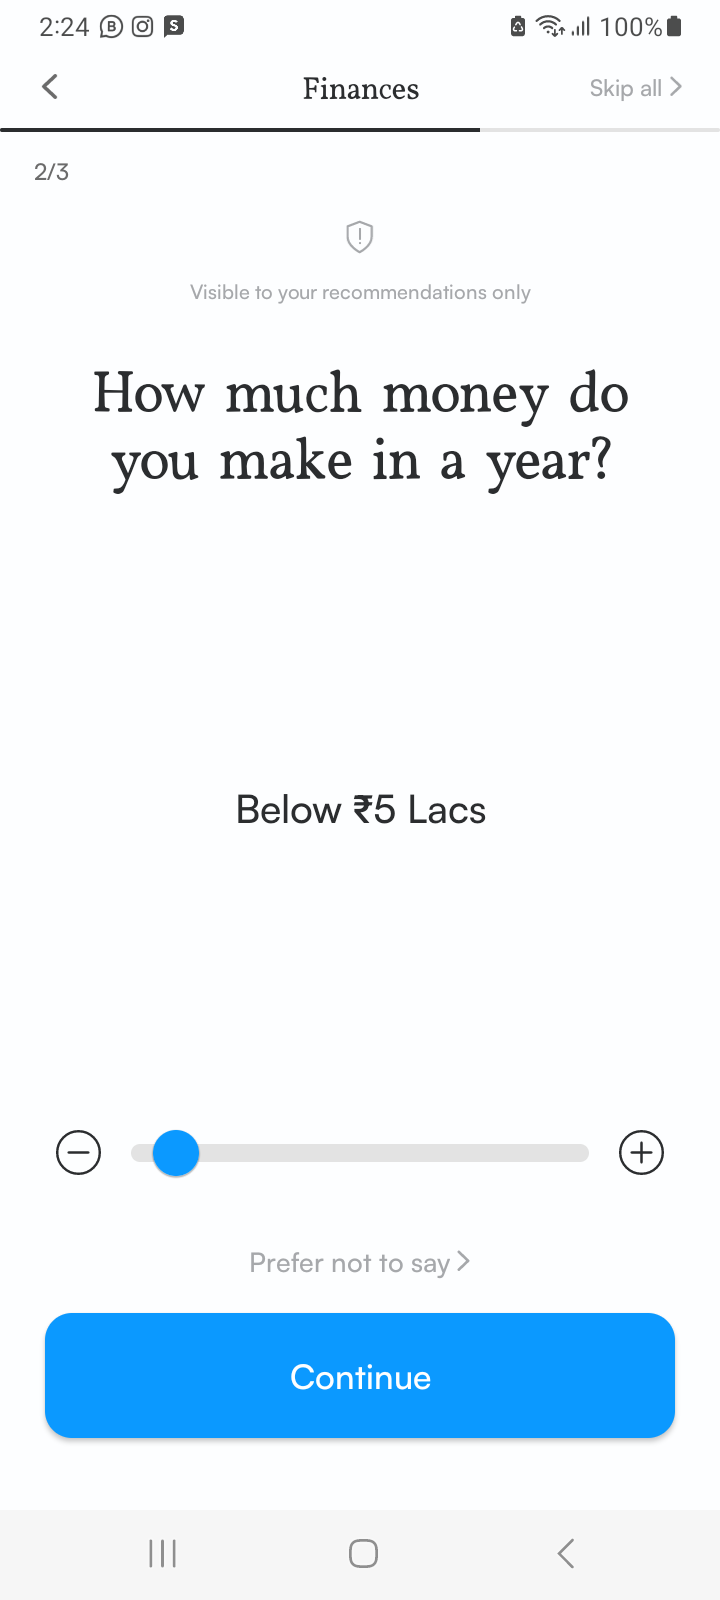 2:24 100%
Finances
Skip all
2/3
Visible to your recommendations only
How much money do
you make in a year?
Below ₹5 Lacs
Prefer not to say
Continue